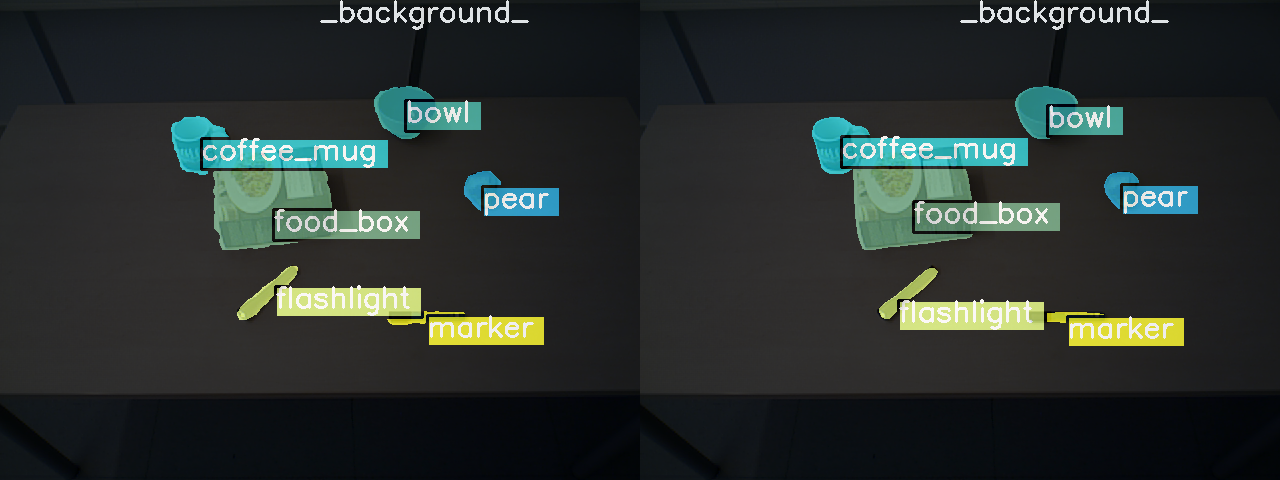 _background_
_background_
bowl
bowl
coffee_mug
coffee_mug
pear
pear
food_box
food_box
flashlight
flashlight
marker
marker